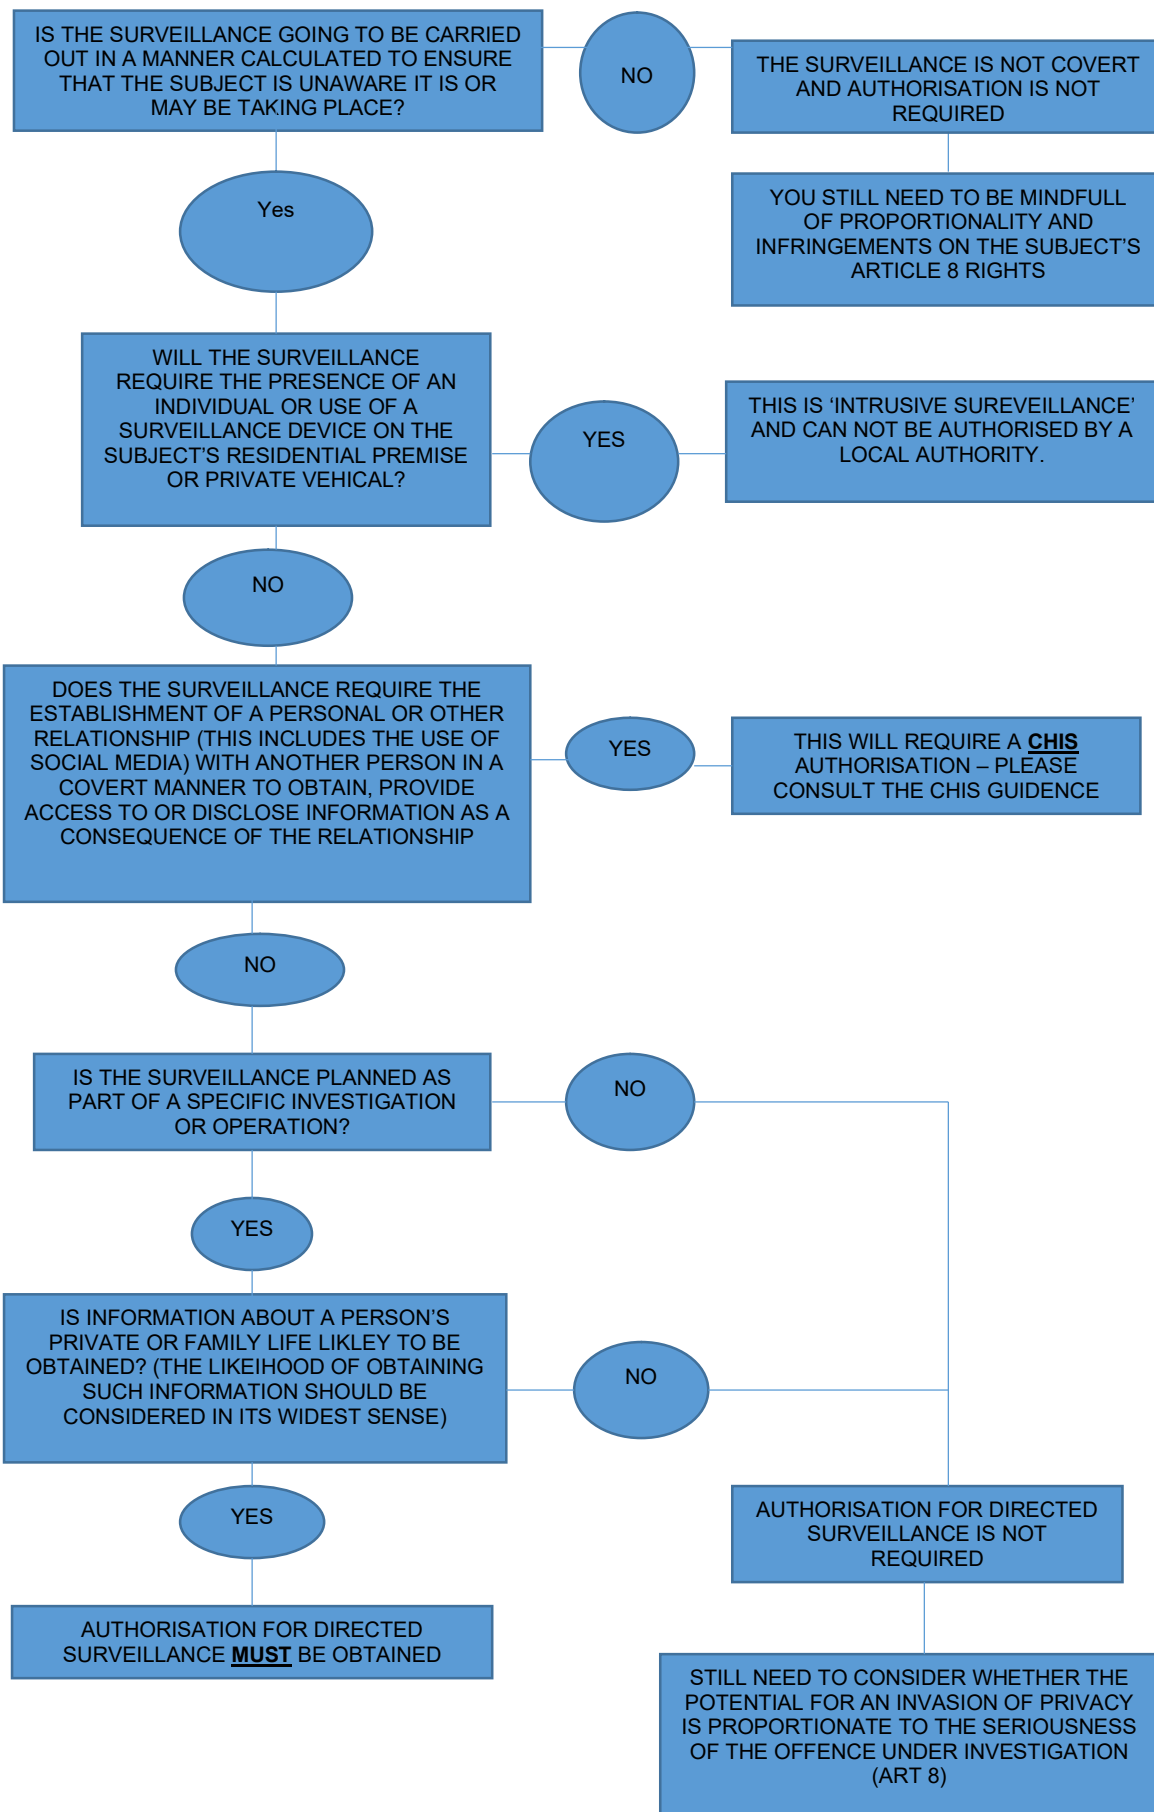 IS THE SURVEILLANCE GOING TO BE CARRIED
OUT IN A MANNER CALCULATED TO ENSURE
THAT THE SUBJECT IS UNAWARE IT IS OR
MAY BE TAKING PLACE?
NO
THE SURVEILLANCE IS NOT COVERT
AND AUTHORISATION IS NOT
REQUIRED
YOU STILL NEED TO BE MINDFULL
OF PROPORTIONALITY AND
INFRINGEMENTS ON THE SUBJECT’S
ARTICLE 8 RIGHTS
Yes
WILL THE SURVEILLANCE
REQUIRE THE PRESENCE OF AN
INDIVIDUAL OR USE OF A
SURVEILLANCE DEVICE ON THE
SUBJECT’S RESIDENTIAL PREMISE
OR PRIVATE VEHICAL?
YES
THIS IS ‘INTRUSIVE SUREVEILLANCE’
AND CAN NOT BE AUTHORISED BY A
LOCAL AUTHORITY.
NO
DOES THE SURVEILLANCE REQUIRE THE
ESTABLISHMENT OF A PERSONAL OR OTHER
RELATIONSHIP (THIS INCLUDES THE USE OF
SOCIAL MEDIA) WITH ANOTHER PERSON IN A
COVERT MANNER TO OBTAIN, PROVIDE
ACCESS TO OR DISCLOSE INFORMATION AS A
CONSEQUENCE OF THE RELATIONSHIP
YES
THIS WILL REQUIRE A CHIS
AUTHORISATION – PLEASE
CONSULT THE CHIS GUIDENCE
NO
IS THE SURVEILLANCE PLANNED AS
PART OF A SPECIFIC INVESTIGATION
OR OPERATION?
NO
YES
IS INFORMATION ABOUT A PERSON’S
PRIVATE OR FAMILY LIFE LIKLEY TO BE
OBTAINED? (THE LIKEIHOOD OF OBTAINING
SUCH INFORMATION SHOULD BE
CONSIDERED IN ITS WIDEST SENSE)
NO
YES
AUTHORISATION FOR DIRECTED
SURVEILLANCE IS NOT
REQUIRED
AUTHORISATION FOR DIRECTED
SURVEILLANCE MUST BE OBTAINED
STILL NEED TO CONSIDER WHETHER THE
POTENTIAL FOR AN INVASION OF PRIVACY
IS PROPORTIONATE TO THE SERIOUSNESS
OF THE OFFENCE UNDER INVESTIGATION
(ART 8)